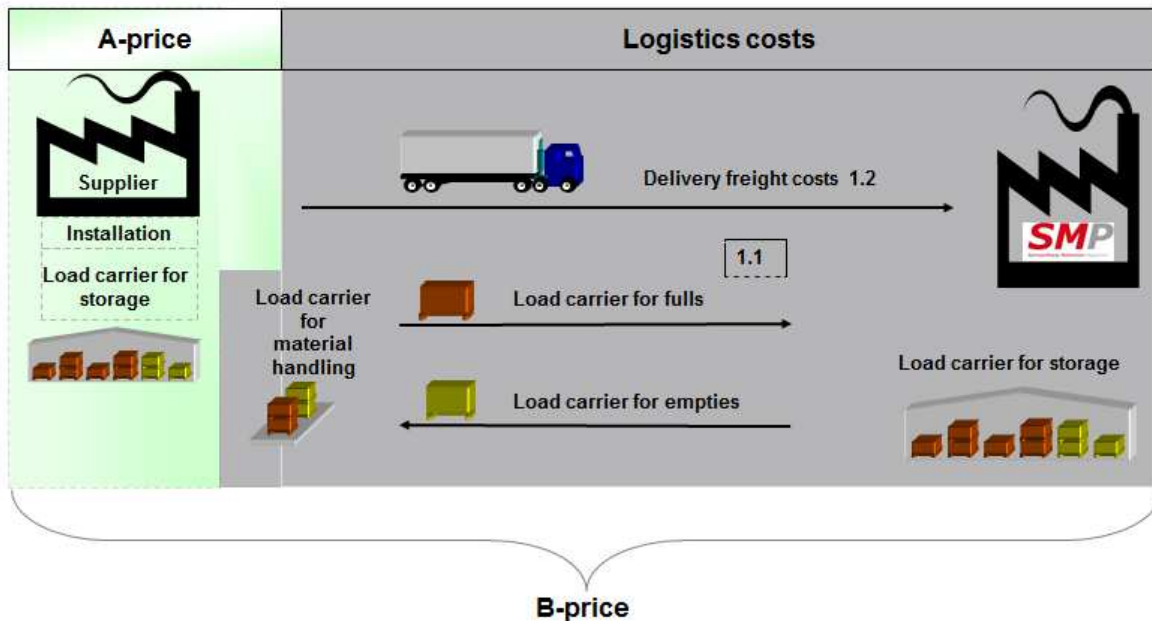 A-price
Logistics costs
Supplier
Installation
Load carrier for
storage
Delivery freight costs 1.2
SMP
1.1
Load carrier
for
material
handling
Load carrier for fulls
Load carrier for empties
Load carrier for storage
B-price